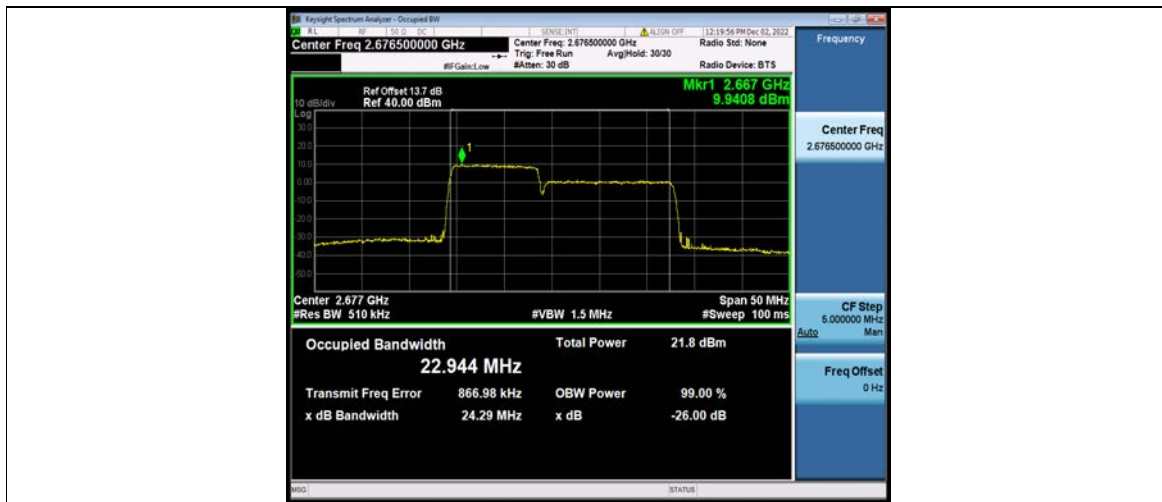 Keysight Spectrum Analyzer - Occupied BW
RL RF 50 Ω DC SENSE:INT ALIGN OFF 12:19:56 PM Dec 02, 2022
Center Freq 2.676500000 GHz
Center Freq: 2.676500000 GHz
Radio Std: None
Trig: Free Run Avg|Hold: 30/30
#IFGain:Low #Atten: 30 dB Radio Device: BTS
Frequency
Mkr1 2.667 GHz
9.9408 dBm
Ref Offset 13.7 dB
10 dB/div Ref 40.00 dBm
Log
30.0
20.0
10.0
0.00
-10.0
-20.0
-30.0
-40.0
-50.0
1
Center 2.677 GHz Span 50 MHz
#Res BW 510 kHz #VBW 1.5 MHz #Sweep 100 ms
Occupied Bandwidth Total Power 21.8 dBm
22.944 MHz
Transmit Freq Error 866.98 kHz OBW Power 99.00 %
x dB Bandwidth 24.29 MHz x dB -26.00 dB
Center Freq
2.676500000 GHz
CF Step
5.000000 MHz
Auto Man
Freq Offset
0 Hz
MSG STATUS